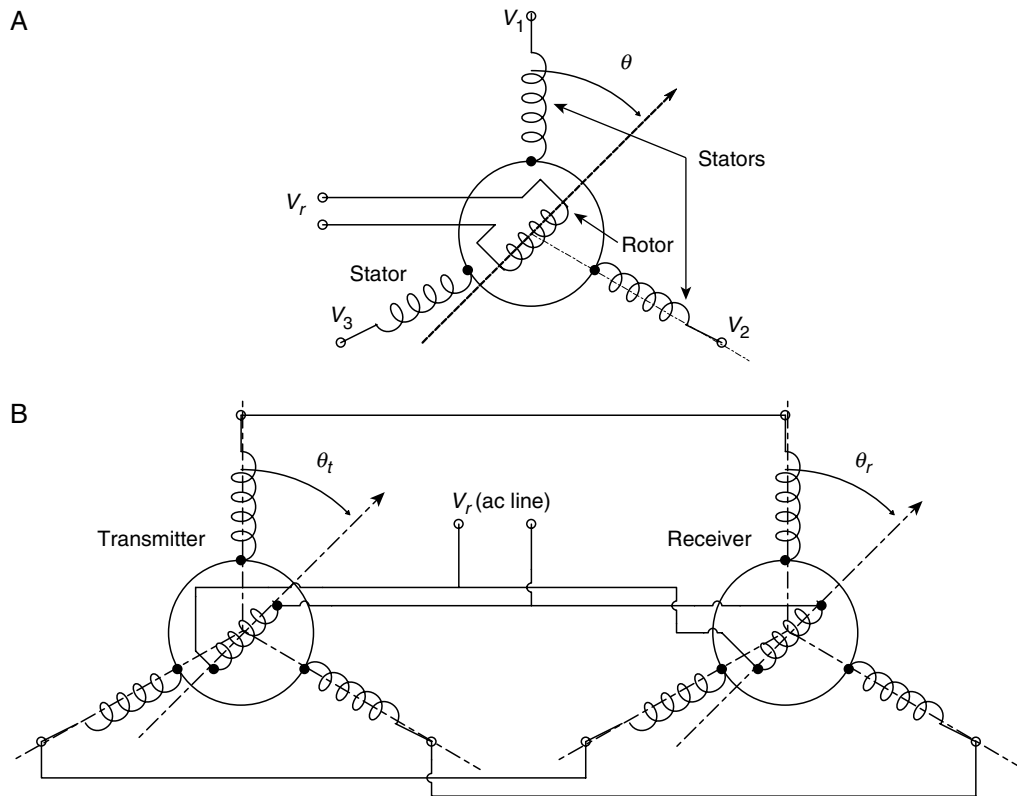 A
V1
θ
Stators
Vr
Rotor
Stator
V3
V2
B
θt
θr
Vr (ac line)
Transmitter
Receiver